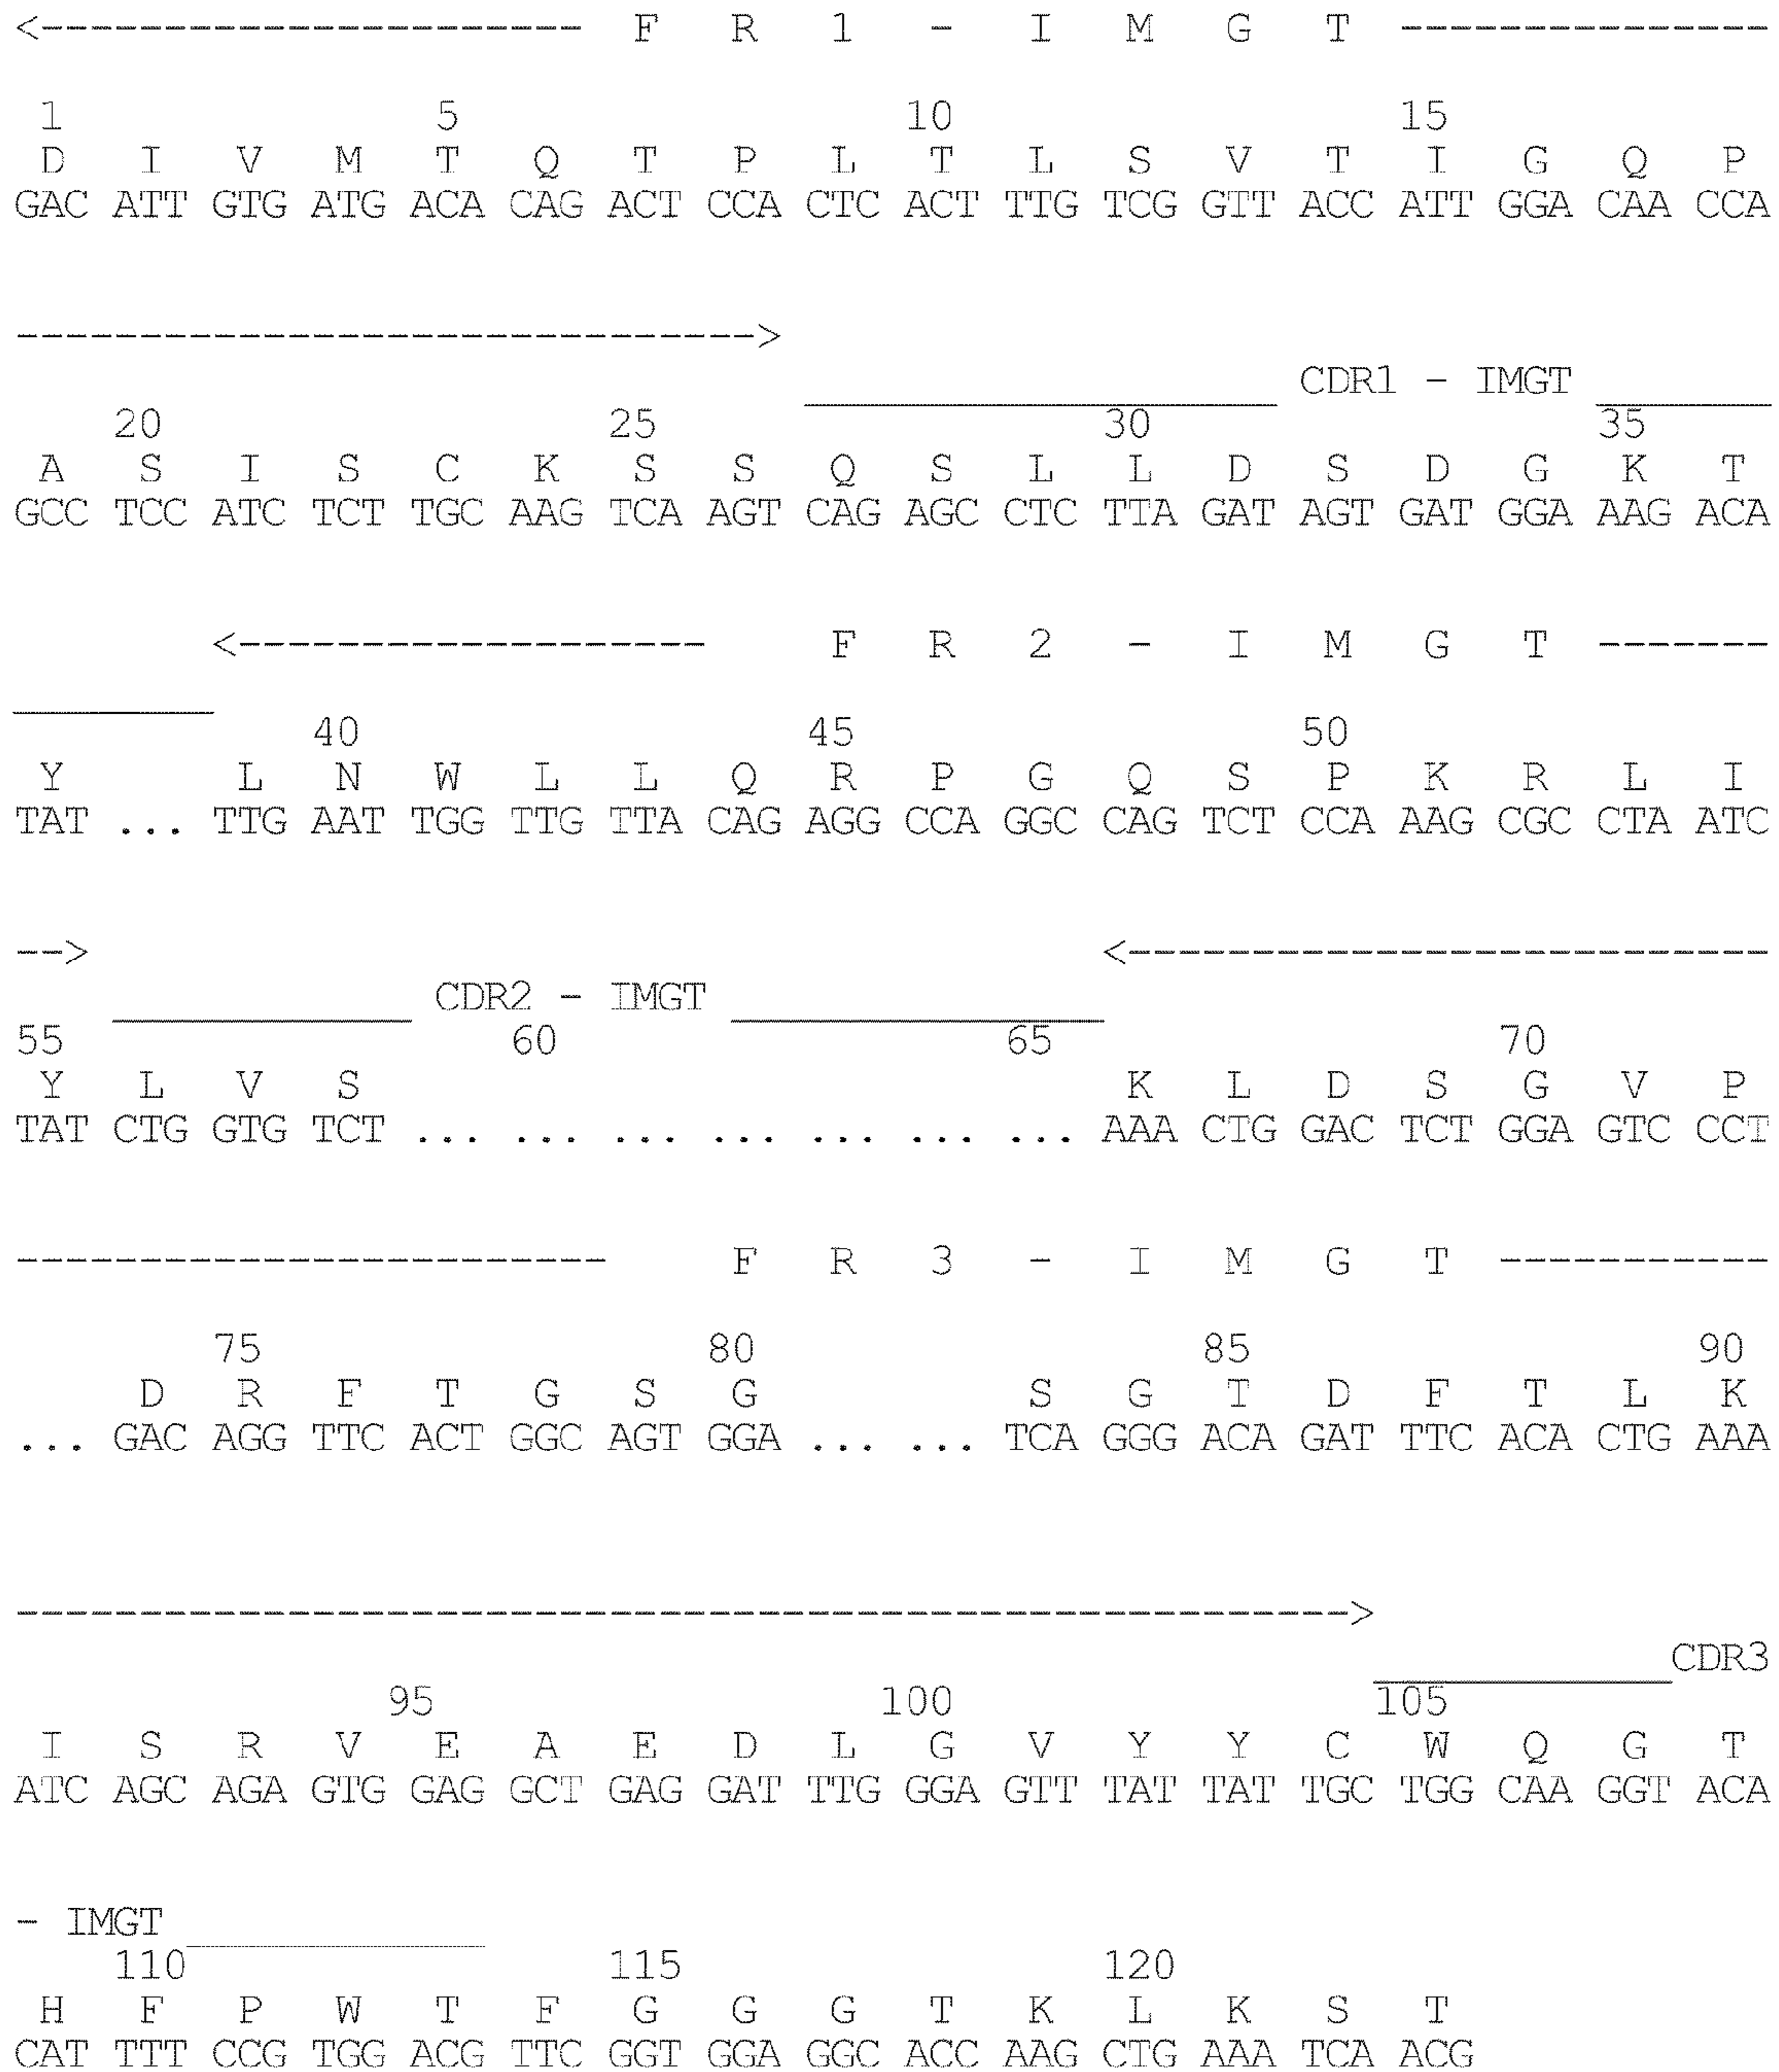 <----------------------- F R 1 - I M G T ---------------
1 5 10 15
D I V M T Q T P L T L S V T I G Q P
GAC ATT GTG ATG ACA CAG ACT CCA CTC ACT TTG TCG GTT ACC ATT GGA CAA CCA
------------------------------>
CDR1 - IMGT
20 25 30 35
A S I S C K S S Q S L L D S D G K T
GCC TCC ATC TCT TGC AAG TCA AGT CAG AGC CTC TTA GAT AGT GAT GGA AAG ACA
<------------------- F R 2 - I M G T -------
40 45 50
Y L N W L L Q R P G Q S P K R L I
TAT ... TTG AAT TGG TTG TTA CAG AGG CCA GGC CAG TCT CCA AAG CGC CTA ATC
--> <--------------------------
CDR2 - IMGT
55 60 65 70
Y L V S K L D S G V P
TAT CTG GTG TCT ... ... ... ... ... ... ... AAA CTG GAC TCT GGA GTC CCT
------------------------ F R 3 - I M G T -----------
75 80 85 90
D R F T G S G S G T D F T L K
... GAC AGG TTC ACT GGC AGT GGA ... ... TCA GGG ACA GAT TTC ACA CTG AAA
------------------------------------------------------>
CDR3
95 100 105
I S R V E A E D L G V Y Y C W Q G T
ATC AGC AGA GTG GAG GCT GAG GAT TTG GGA GTT TAT TAT TGC TGG CAA GGT ACA
- IMGT
110 115 120
H F P W T F G G G T K L K S T
CAT TTT CCG TGG ACG TTC GGT GGA GGC ACC AAG CTG AAA TCA ACG